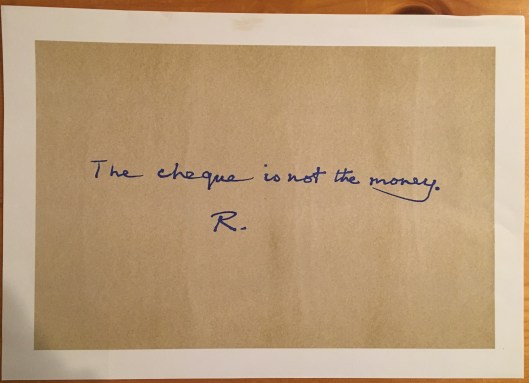 The cheque is not the money.
R.